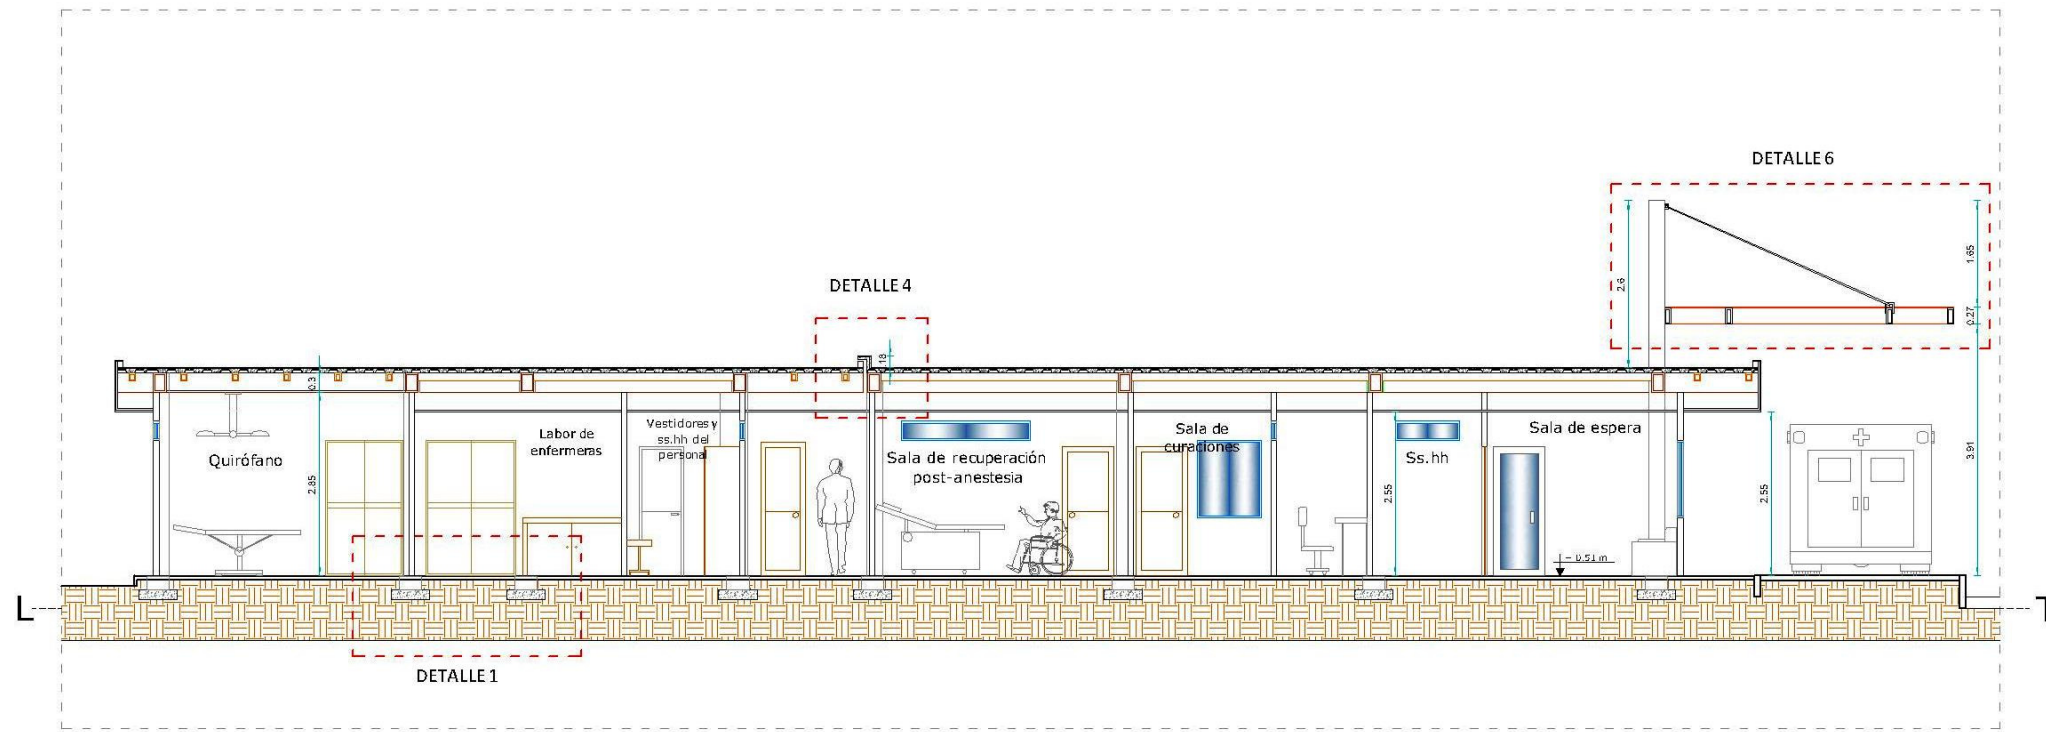 DETALLE 6
1.65
2.6
0.27
DETALLE 4
.18
0.3
3.91
Quirófano
Labor de
enfermeras
Vestidores y
ss.hh del
personal
Sala de recuperación
post-anestesia
Sala de
curaciones
Ss.hh
Sala de espera
2.85
2.55
2.55
- 0.51 m
L
DETALLE 1